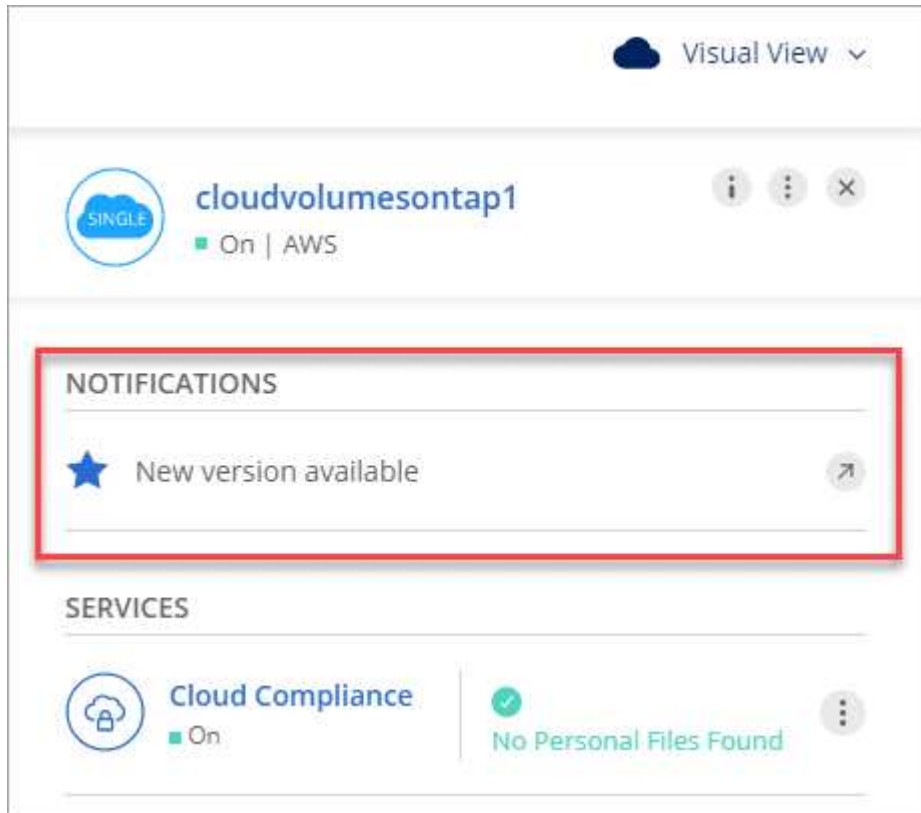 Visual View
SINGLE
cloudvolumesontap1
On | AWS
NOTIFICATIONS
New version available
SERVICES
Cloud Compliance
On
No Personal Files Found